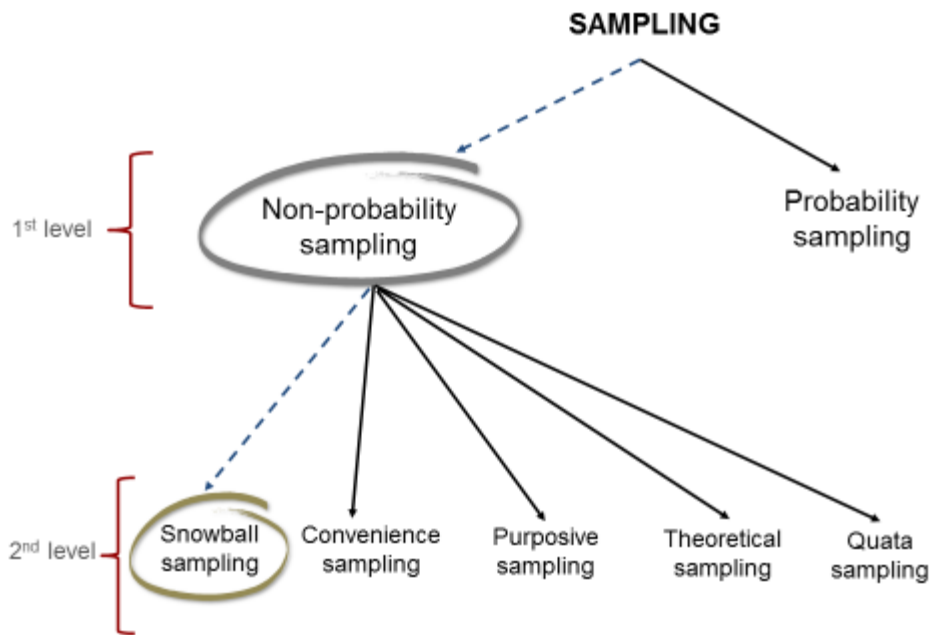 SAMPLING
1st level
Non-probability
sampling
Probability
sampling
2nd level
Snowball
sampling
Convenience
sampling
Purposive
sampling
Theoretical
sampling
Quata
sampling